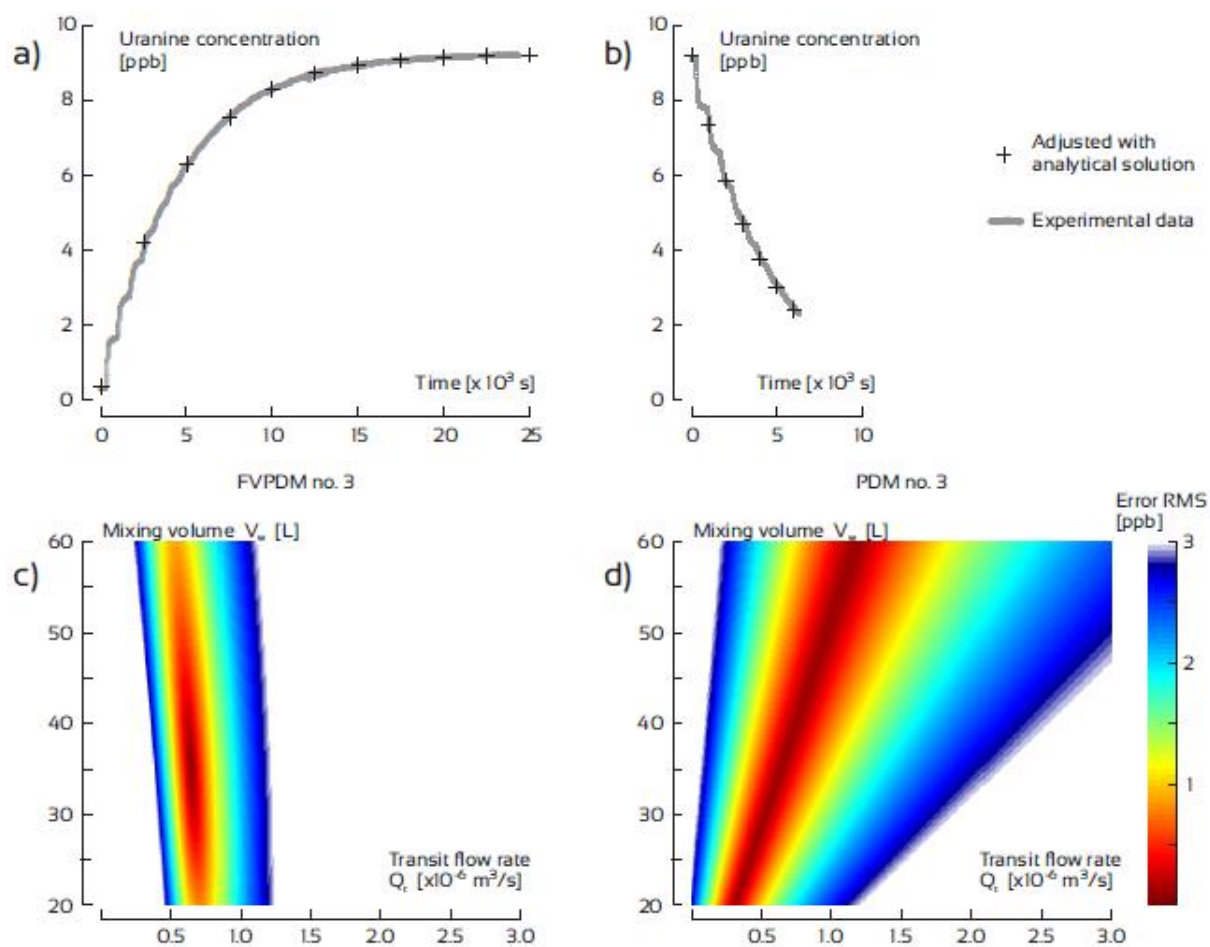 a)
Uranine concentration
[ppb]
10
8
6
4
2
0
Time [x 10³ s]
0 5 10 15 20 25
FVPDM no. 3
b)
Uranine concentration
[ppb]
10
8
6
4
2
0
Time [x 10³ s]
0 5 10
PDM no. 3
Adjusted with
analytical solution
Experimental data
c)
Mixing volume V [L]
60
50
40
30
20
Transit flow rate
Qₜ [x10⁻⁶ m³/s]
0.5 1.0 1.5 2.0 2.5 3.0
d)
Mixing volume V [L]
60
50
40
30
20
Transit flow rate
Qₜ [x10⁻⁶ m³/s]
0.5 1.0 1.5 2.0 2.5 3.0
Error RMS
[ppb]
3
2
1